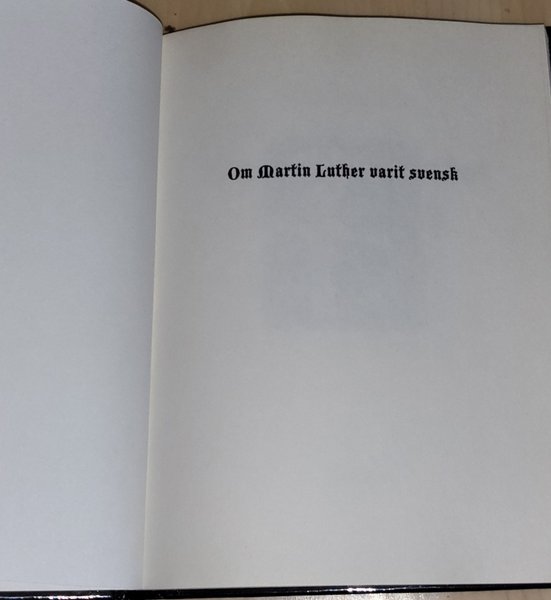 Om Martin Luther varit svensk